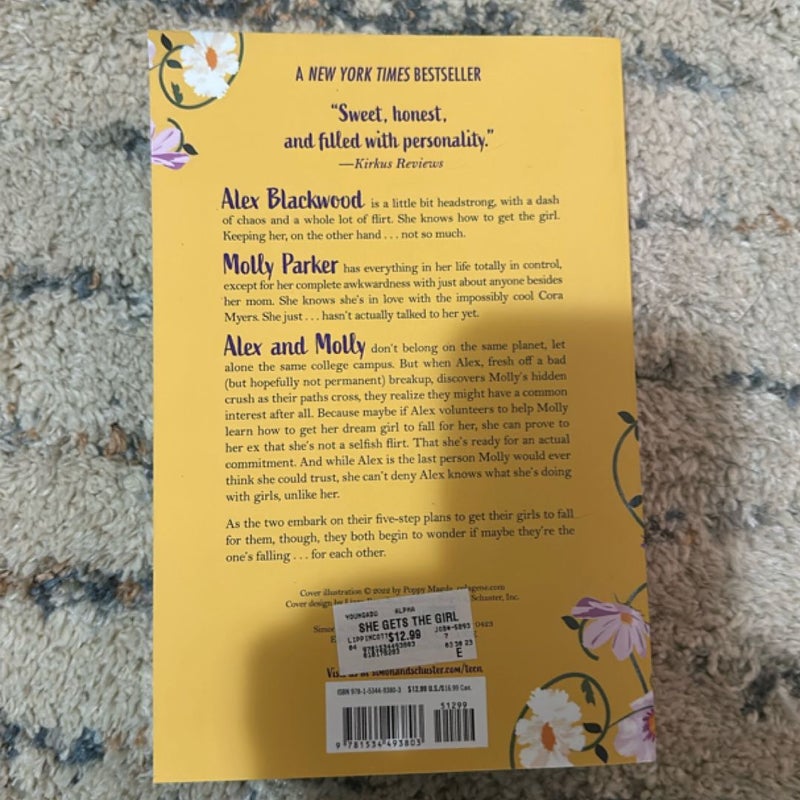 A NEW YORK TIMES BESTSELLER
“Sweet, honest,
and filled with personality.”
—Kirkus Reviews
Alex Blackwood is a little bit headstrong, with a dash
of chaos and a whole lot of flirt. She knows how to get the girl.
Keeping her, on the other hand . . . not so much.
Molly Parker has everything in her life totally in control,
except for her complete awkwardness with just about anyone besides
her mom. She knows she's in love with the impossibly cool Cora
Myers. She just . . . hasn't actually talked to her yet.
Alex and Molly don't belong on the same planet, let
alone the same college campus. But when Alex, fresh off a bad
(but hopefully not permanent) breakup, discovers Molly's hidden
crush as their paths cross, they realize they might have a common
interest after all. Because maybe if Alex volunteers to help Molly
learn how to get her dream girl to fall for her, she can prove to
her ex that she's not a selfish flirt. That she's ready for an actual
commitment. And while Alex is the last person Molly would ever
think she could trust, she can't deny Alex knows what she's doing
with girls, unlike her.
As the two embark on their five-step plans to get their girls to fall
for them, though, they both begin to wonder if maybe they're the
one's falling . . . for each other.
Cover illustration © 2022 by Poppy
Cover design by Schuster, Inc.
YOUNGADU ALPHA
SHE GETS THE GIRL
LIPPINCOTT $12.99
04 9781534493803 7
0423
E
simonandschuster.com/teen
ISBN 978-1-5344-9380-3 $12.99 U.S./$16.99 Can.
51299
9 781534 493803